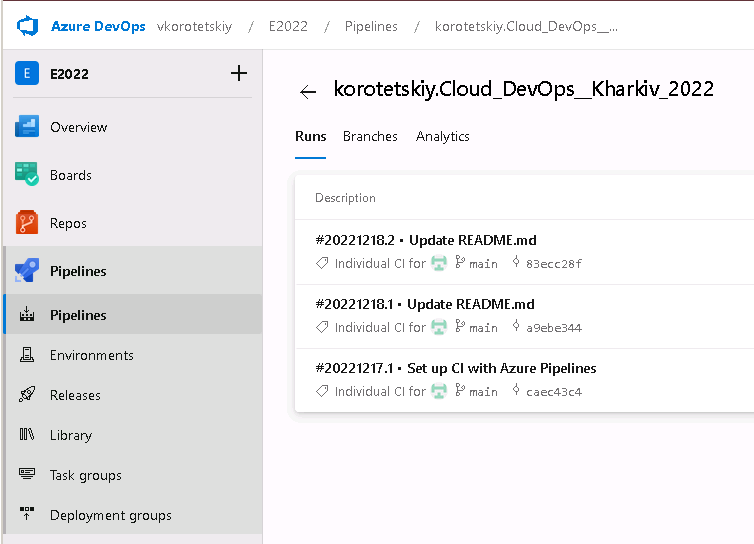 Azure DevOps vkorotetskiy / E2022 / Pipelines / korotetskiy.Cloud_DevOps__...
E E2022 +
← korotetskiy.Cloud_DevOps__Kharkiv_2022
Overview
Boards
Repos
Pipelines
Pipelines
Environments
Releases
Library
Task groups
Deployment groups
Runs Branches Analytics
Description
#20221218.2 • Update README.md
Individual CI for main 83ecc28f
#20221218.1 • Update README.md
Individual CI for main a9ebe344
#20221217.1 • Set up CI with Azure Pipelines
Individual CI for main caec43c4